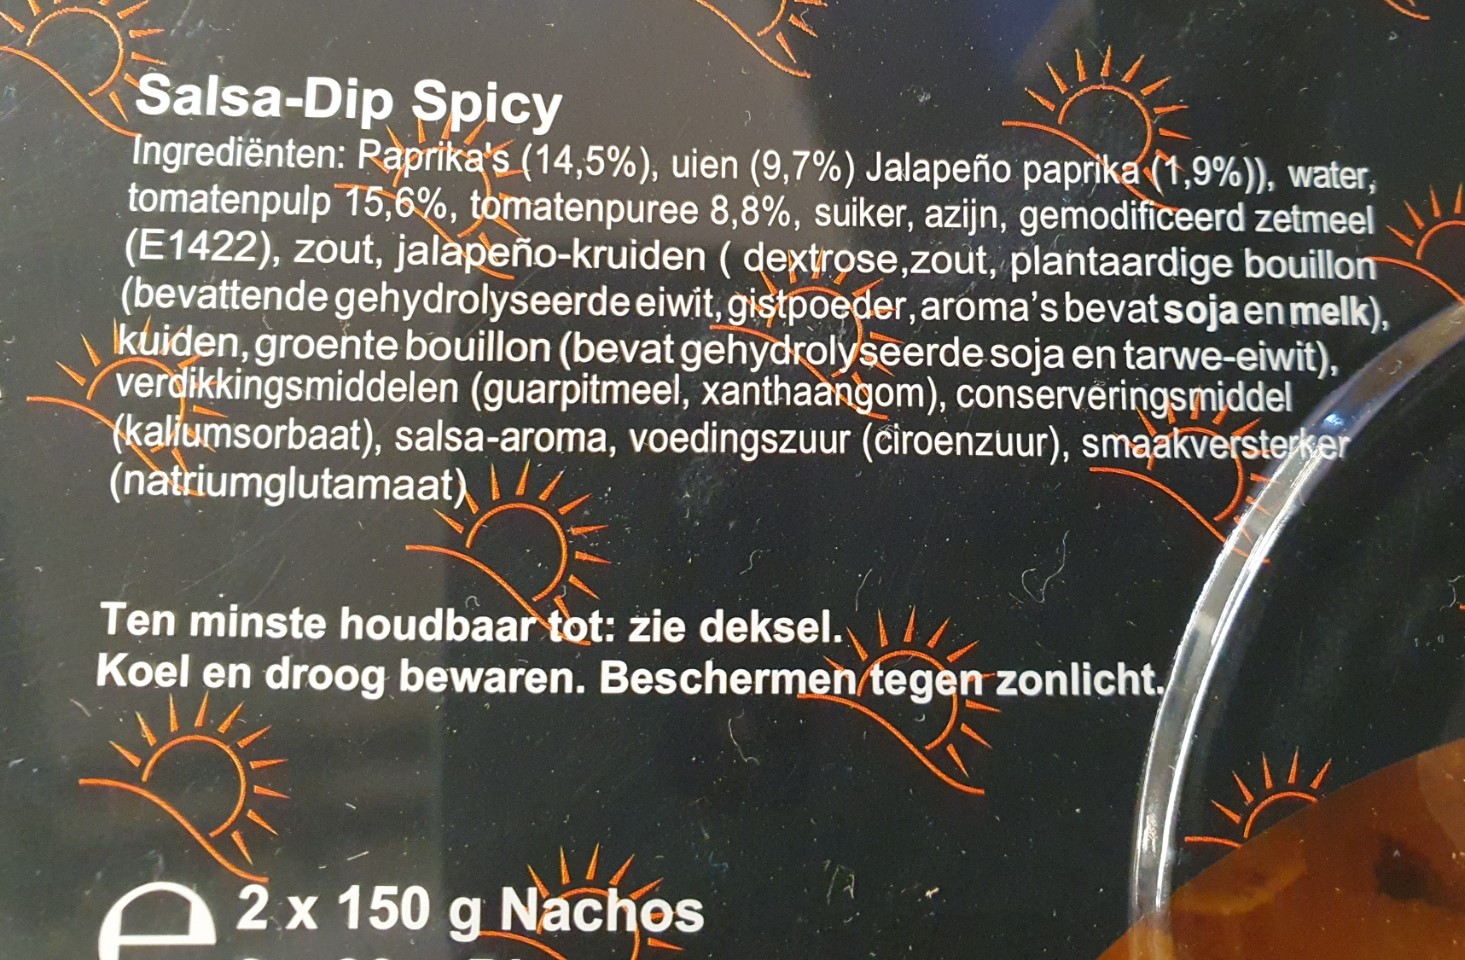 Salsa-Dip Spicy
Ingrediënten: Paprika's (14,5%), uien (9,7%) Jalapeño paprika (1,9%)), water,
tomatenpulp 15,6%, tomatenpuree 8,8%, suiker, azijn, gemodificeerd zetmeel
(E1422), zout, jalapeño-kruiden ( dextrose,zout, plantaardige bouillon
(bevattende gehydrolyseerde eiwit, gistpoeder, aroma's bevat soja en melk),
kuiden, groente bouillon (bevat gehydrolyseerde soja en tarwe-eiwit),
verdikkingsmiddelen (guarpitmeel, xanthaangom), conserveringsmiddel
(kaliumsorbaat), salsa-aroma, voedingszuur (ciroenzuur), smaakversterker
(natriumglutamaat)
Ten minste houdbaar tot: zie deksel.
Koel en droog bewaren. Beschermen tegen zonlicht.
e 2 x 150 g Nachos